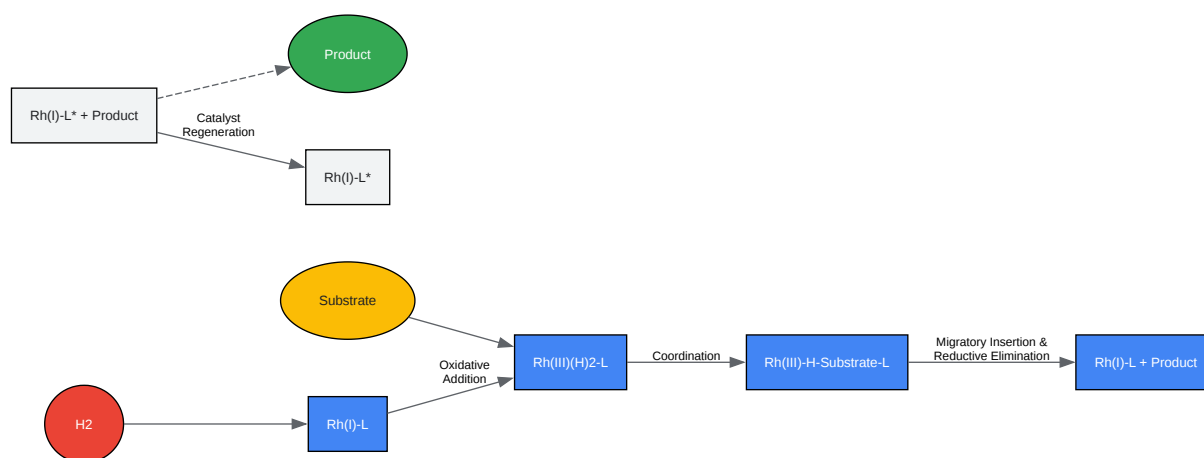 Product
Rh(I)-L* + Product
Catalyst
Regeneration
Rh(I)-L*
Substrate
Oxidative
Addition
Rh(III)(H)2-L
Coordination
Rh(III)-H-Substrate-L
Migratory Insertion &
Reductive Elimination
Rh(I)-L + Product
H2
Rh(I)-L